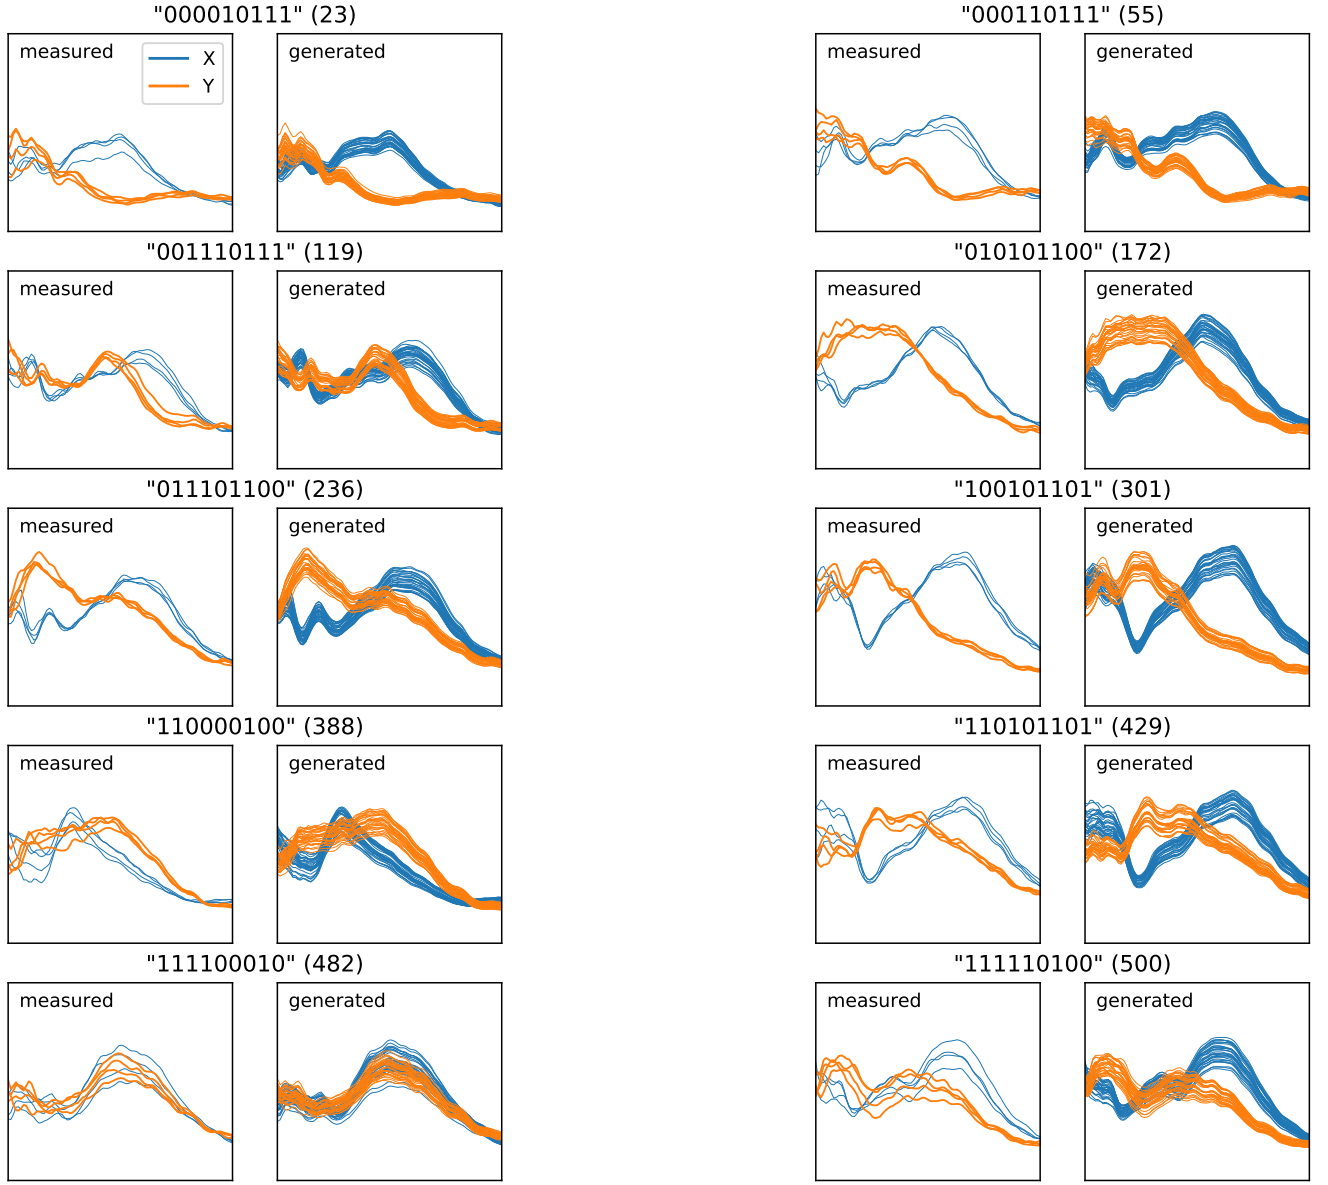 "000010111" (23)
measured
X
Y
generated
"000110111" (55)
measured
generated
"001110111" (119)
measured
generated
"010101100" (172)
measured
generated
"011101100" (236)
measured
generated
"100101101" (301)
measured
generated
"110000100" (388)
measured
generated
"110101101" (429)
measured
generated
"111100010" (482)
measured
generated
"111110100" (500)
measured
generated